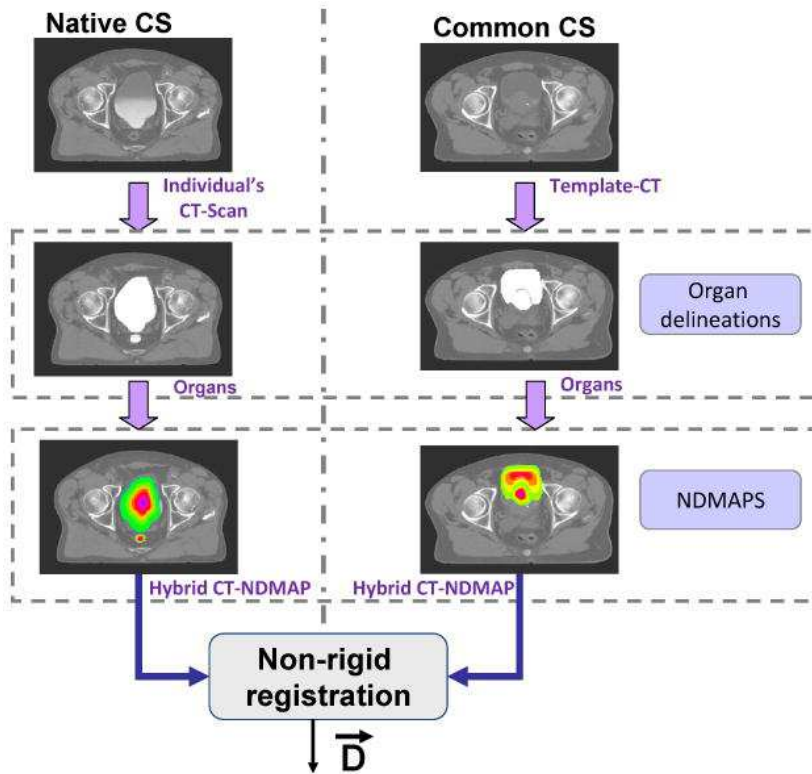 Native CS
Common CS
Individual's
CT-Scan
Template-CT
Organ
delineations
Organs
Organs
NDMAPS
Hybrid CT-NDMAP
Hybrid CT-NDMAP
Non-rigid
registration
D